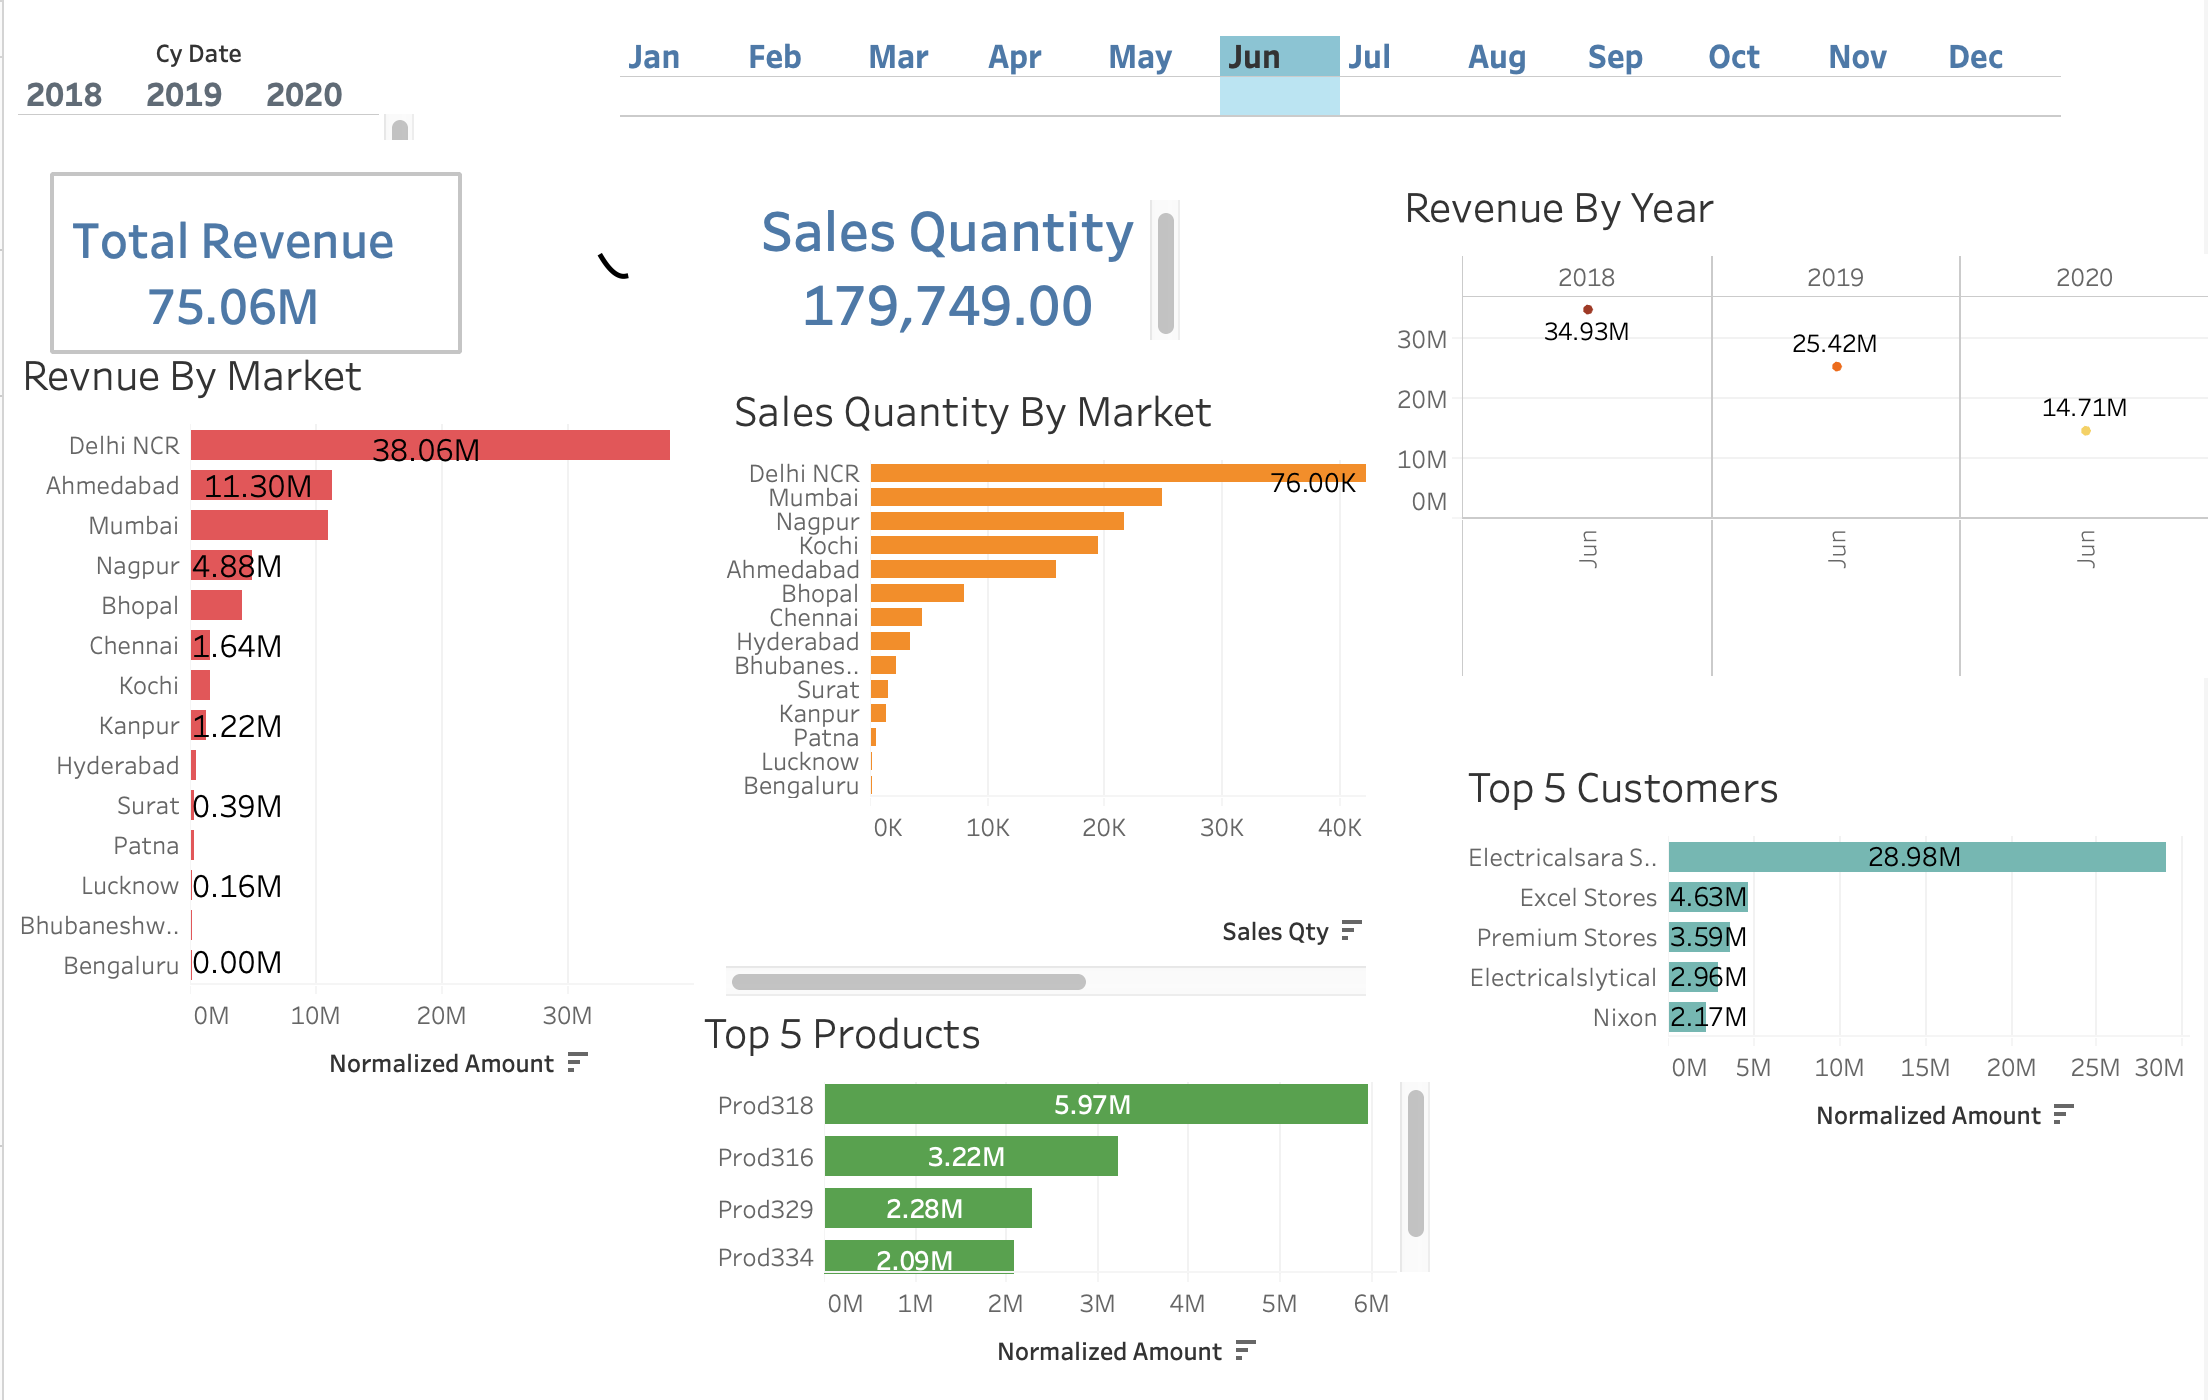 Cy Date
2018 2019 2020
Jan Feb Mar Apr May Jun Jul Aug Sep Oct Nov Dec
Total Revenue
75.06M
Revnue By Market
Delhi NCR 38.06M
Ahmedabad 11.30M
Mumbai
Nagpur 4.88M
Bhopal
Chennai 1.64M
Kochi
Kanpur 1.22M
Hyderabad
Surat 0.39M
Patna
Lucknow 0.16M
Bhubaneshw..
Bengaluru 0.00M
0M 10M 20M 30M
Normalized Amount
Sales Quantity
179,749.00
Sales Quantity By Market
Delhi NCR 76.00K
Mumbai
Nagpur
Kochi
Ahmedabad
Bhopal
Chennai
Hyderabad
Bhubanes..
Surat
Kanpur
Patna
Lucknow
Bengaluru
0K 10K 20K 30K 40K
Sales Qty
Top 5 Products
Prod318 5.97M
Prod316 3.22M
Prod329 2.28M
Prod334 2.09M
0M 1M 2M 3M 4M 5M 6M
Normalized Amount
Revenue By Year
2018 2019 2020
34.93M
30M
25.42M
20M
14.71M
10M
0M
Jun Jun Jun
Top 5 Customers
Electricalsara S.. 28.98M
Excel Stores 4.63M
Premium Stores 3.59M
Electricalslytical 2.96M
Nixon 2.17M
0M 5M 10M 15M 20M 25M 30M
Normalized Amount